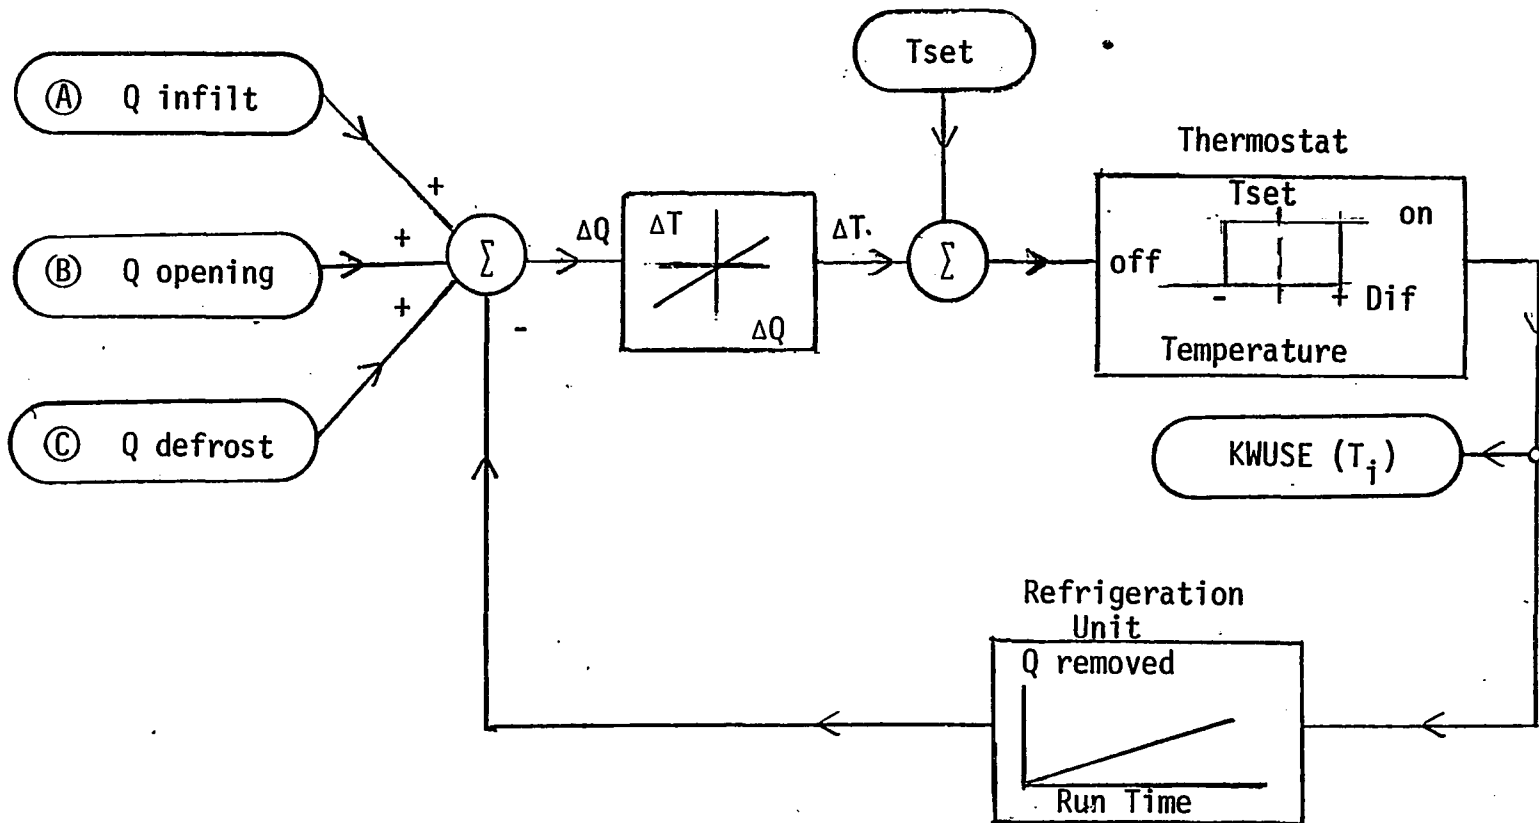 Tset
Ⓐ Q infilt
Thermostat
+
Tset
on
+
ΔQ
ΔT
ΔT.
Ⓑ Q opening
Σ
Σ
off
+
- + Dif
-
ΔQ
Temperature
Ⓒ Q defrost
KWUSE (Tj)
Refrigeration
Unit
Q removed
Run Time